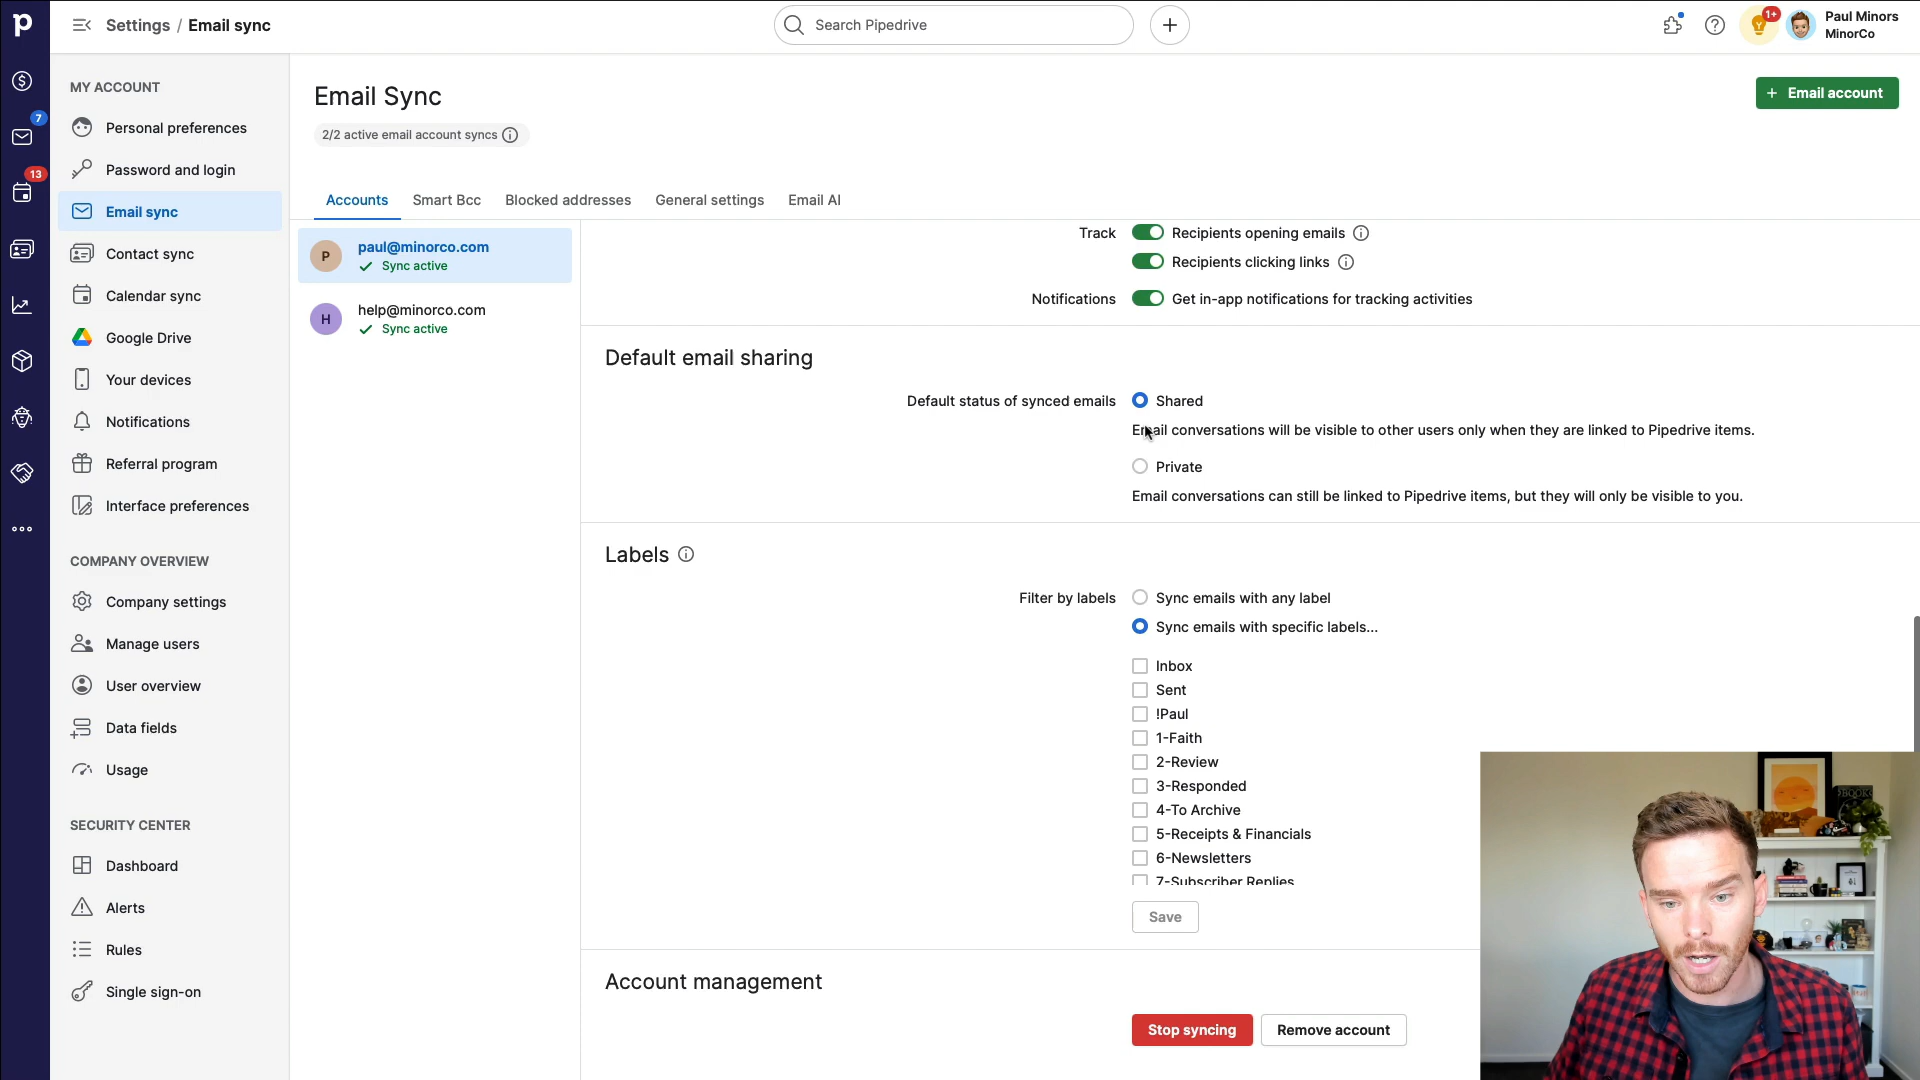 Settings / Email sync
Search Pipedrive
1+
Paul Minors
MinorCo
7
13
MY ACCOUNT
Personal preferences
Password and login
Email sync
Contact sync
Calendar sync
Google Drive
Your devices
Notifications
Referral program
Interface preferences
COMPANY OVERVIEW
Company settings
Manage users
User overview
Data fields
Usage
SECURITY CENTER
Dashboard
Alerts
Rules
Single sign-on
Email Sync
2/2 active email account syncs
+ Email account
Accounts
Smart Bcc
Blocked addresses
General settings
Email AI
P
paul@minorco.com
Sync active
H
help@minorco.com
Sync active
Track
Recipients opening emails
Recipients clicking links
Notifications
Get in-app notifications for tracking activities
Default email sharing
Default status of synced emails
Shared
Email conversations will be visible to other users only when they are linked to Pipedrive items.
Private
Email conversations can still be linked to Pipedrive items, but they will only be visible to you.
Labels
Filter by labels
Sync emails with any label
Sync emails with specific labels...
Inbox
Sent
!Paul
1-Faith
2-Review
3-Responded
4-To Archive
5-Receipts & Financials
6-Newsletters
7-Subscriber Replies
Save
Account management
Stop syncing
Remove account